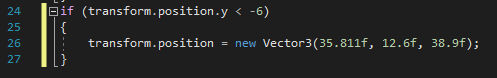 24 if (transform.position.y < -6)
25 {
26 transform.position = new Vector3(35.811f, 12.6f, 38.9f);
27 }